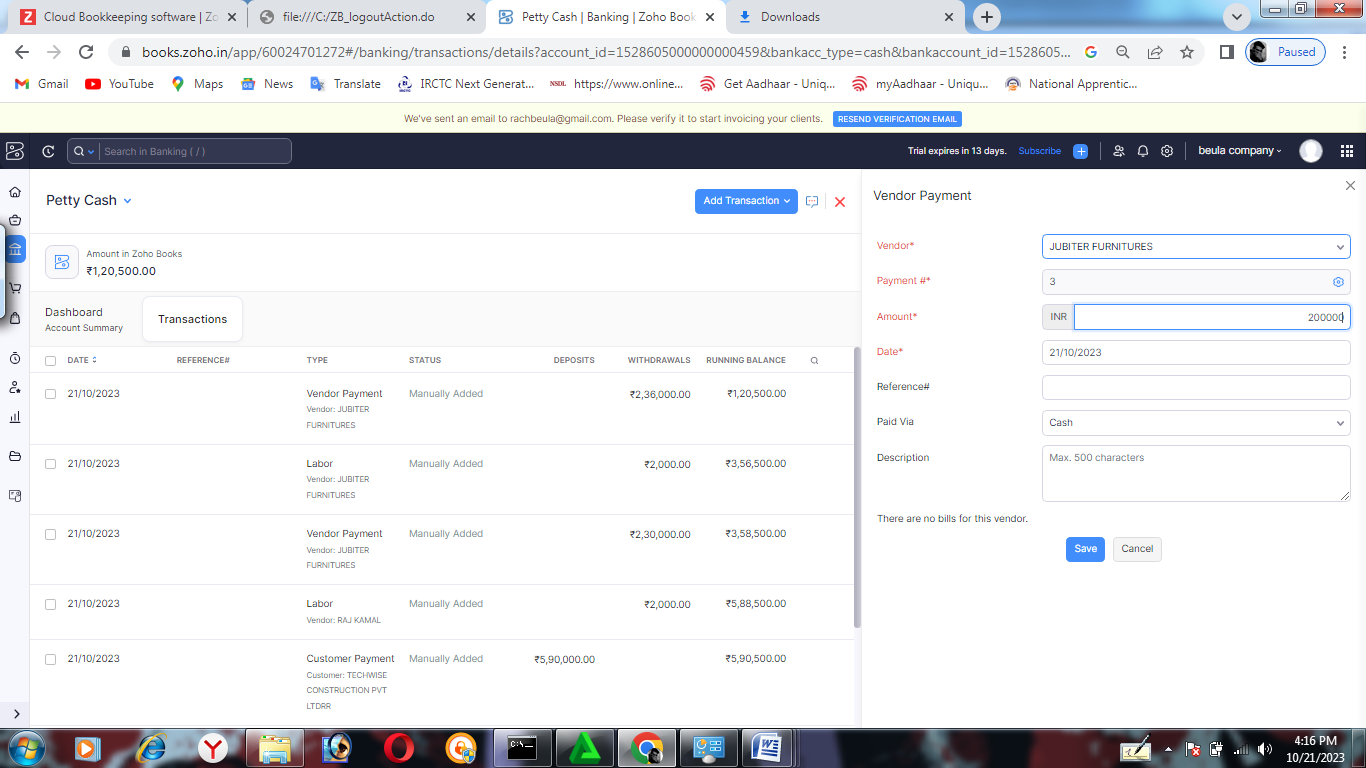 Cloud Bookkeeping software | Zo
file:///C:/ZB_logoutAction.do
Petty Cash | Banking | Zoho Book
Downloads
books.zoho.in/app/60024701272#/banking/transactions/details?account_id=1528605000000000459&bankacc_type=cash&bankaccount_id=1528605...
Paused
Gmail
YouTube
Maps
News
Translate
IRCTC Next Generat...
NSDL
https://www.online...
Get Aadhaar - Uniq...
myAadhaar - Uniqu...
National Apprentic...
We've sent an email to rachbeula@gmail.com. Please verify it to start invoicing your clients.
RESEND VERIFICATION EMAIL
Search in Banking ( / )
Trial expires in 13 days.
Subscribe
beula company
Petty Cash
Add Transaction
Amount in Zoho Books
₹1,20,500.00
Dashboard
Account Summary
Transactions
DATE REFERENCE# TYPE STATUS DEPOSITS WITHDRAWALS RUNNING BALANCE
21/10/2023 Vendor Payment Manually Added ₹2,36,000.00 ₹1,20,500.00
Vendor: JUBITER
FURNITURES
21/10/2023 Labor Manually Added ₹2,000.00 ₹3,56,500.00
Vendor: JUBITER
FURNITURES
21/10/2023 Vendor Payment Manually Added ₹2,30,000.00 ₹3,58,500.00
Vendor: JUBITER
FURNITURES
21/10/2023 Labor Manually Added ₹2,000.00 ₹5,88,500.00
Vendor: RAJ KAMAL
21/10/2023 Customer Payment Manually Added ₹5,90,000.00 ₹5,90,500.00
Customer: TECHWISE
CONSTRUCTION PVT
LTDRR
Vendor Payment
Vendor* JUBITER FURNITURES
Payment #* 3
Amount* INR 200000
Date* 21/10/2023
Reference#
Paid Via Cash
Description Max. 500 characters
There are no bills for this vendor.
Save
Cancel
4:16 PM
10/21/2023